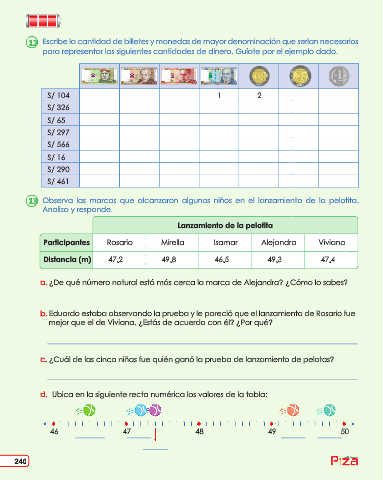 12 Escribe la cantidad de billetes y monedas de mayor denominación que serían necesarios
para representar las siguientes cantidades de dinero. Guíate por el ejemplo dado.
S/ 104 1 2
S/ 326
S/ 65
S/ 297
S/ 566
S/ 16
S/ 290
S/ 461
13 Observa las marcas que alcanzaron algunas niñas en el lanzamiento de la pelotita.
Analiza y responde.
Lanzamiento de la pelotita
Participantes Rosario Mirella Isamar Alejandra Viviana
Distancia (m) 47,2 49,8 46,5 49,3 47,4
a. ¿De qué número natural está más cerca la marca de Alejandra? ¿Cómo lo sabes?
b. Eduardo estaba observando la prueba y le pareció que el lanzamiento de Rosario fue
mejor que el de Viviana. ¿Estás de acuerdo con él? ¿Por qué?
c. ¿Cuál de las cinco niñas fue quién ganó la prueba de lanzamiento de pelotas?
d. Ubica en la siguiente recta numérica los valores de la tabla:
46 47 48 49 50
240